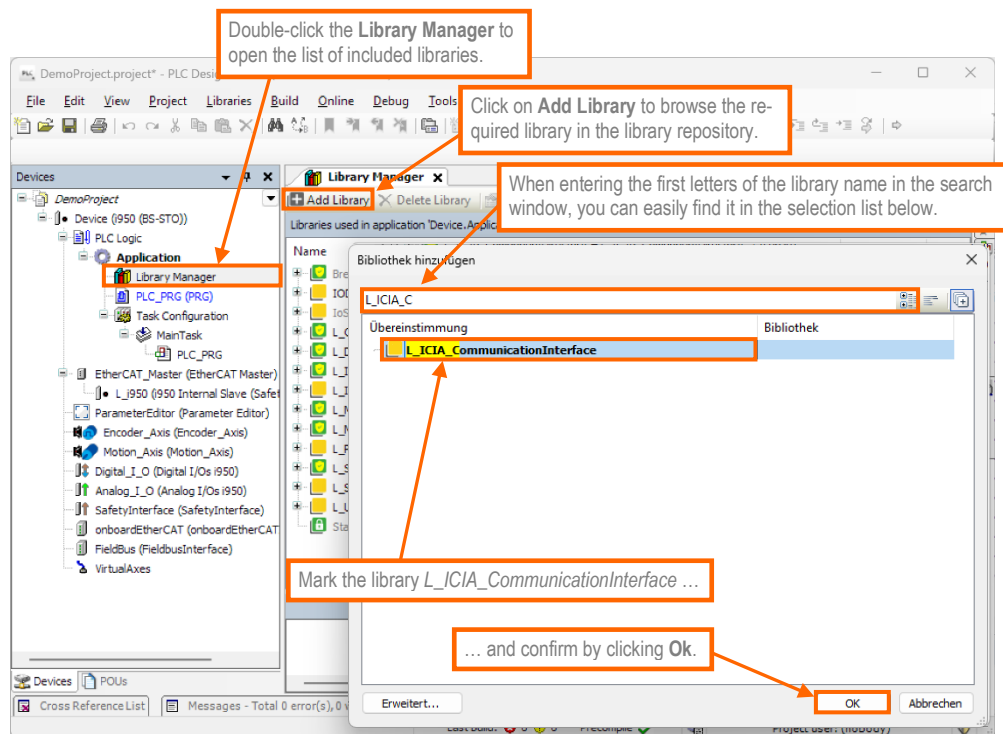 Double-click the Library Manager to
open the list of included libraries.
DemoProject.project* - PLC
File Edit View Project Libraries Build Online Debug Tools
Click on Add Library to browse the re-
quired library in the library repository.
Devices
Library Manager
When entering the first letters of the library name in the search
window, you can easily find it in the selection list below.
DemoProject
Add Library Delete Library
Device (i950 (BS-STO))
Libraries used in application 'Device.
PLC Logic
Name
Bibliothek hinzufügen
Application
Library Manager
PLC_PRG (PRG)
L_ICIA_C
Task Configuration
Übereinstimmung Bibliothek
MainTask
L_ICIA_CommunicationInterface
PLC_PRG
EtherCAT_Master (EtherCAT Master)
L_i950 (i950 Internal Slave (Safet
ParameterEditor (Parameter Editor)
Encoder_Axis (Encoder_Axis)
Motion_Axis (Motion_Axis)
Digital_I_O (Digital I/Os i950)
Analog_I_O (Analog I/Os i950)
SafetyInterface (SafetyInterface)
onboardEtherCAT (onboardEtherCAT
FieldBus (FieldbusInterface)
VirtualAxes
Mark the library L_ICIA_CommunicationInterface …
… and confirm by clicking Ok.
Devices POUs
Erweitert... OK Abbrechen
Cross Reference List Messages - Total 0 error(s), 0